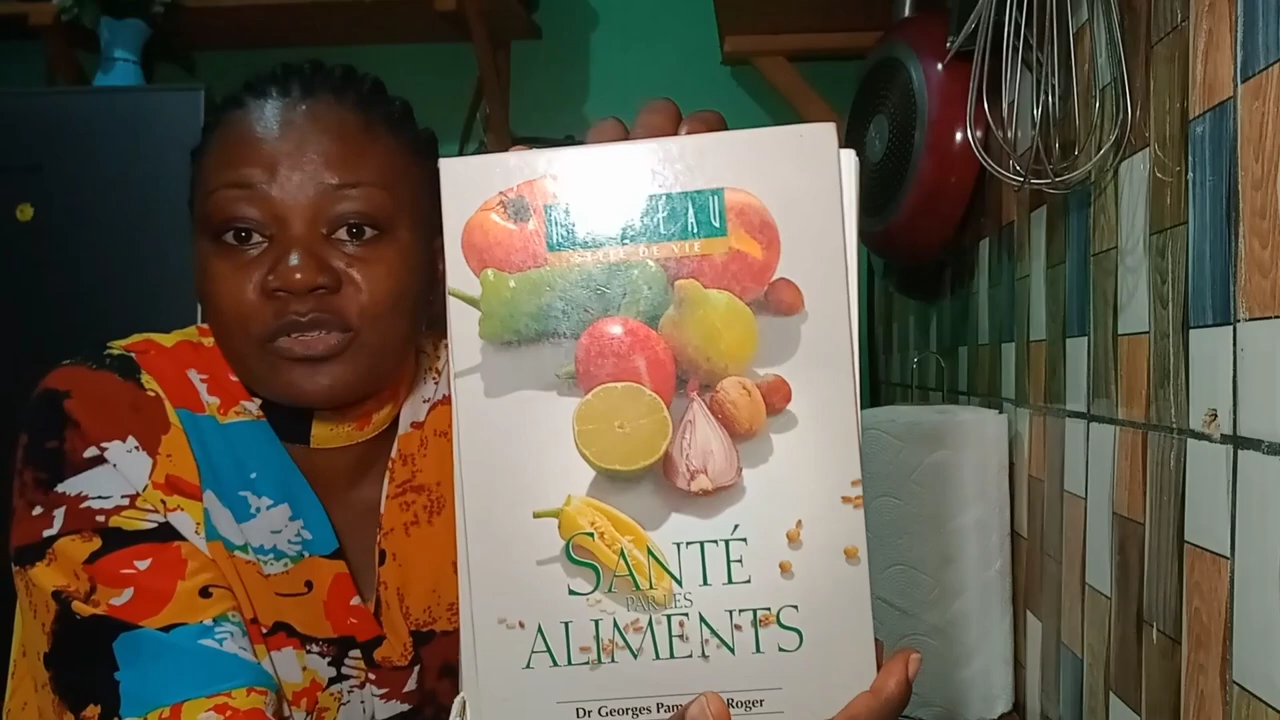 STYLE DE VIE
SANTÉ
PAR LES
ALIMENTS
Dr Georges Roger